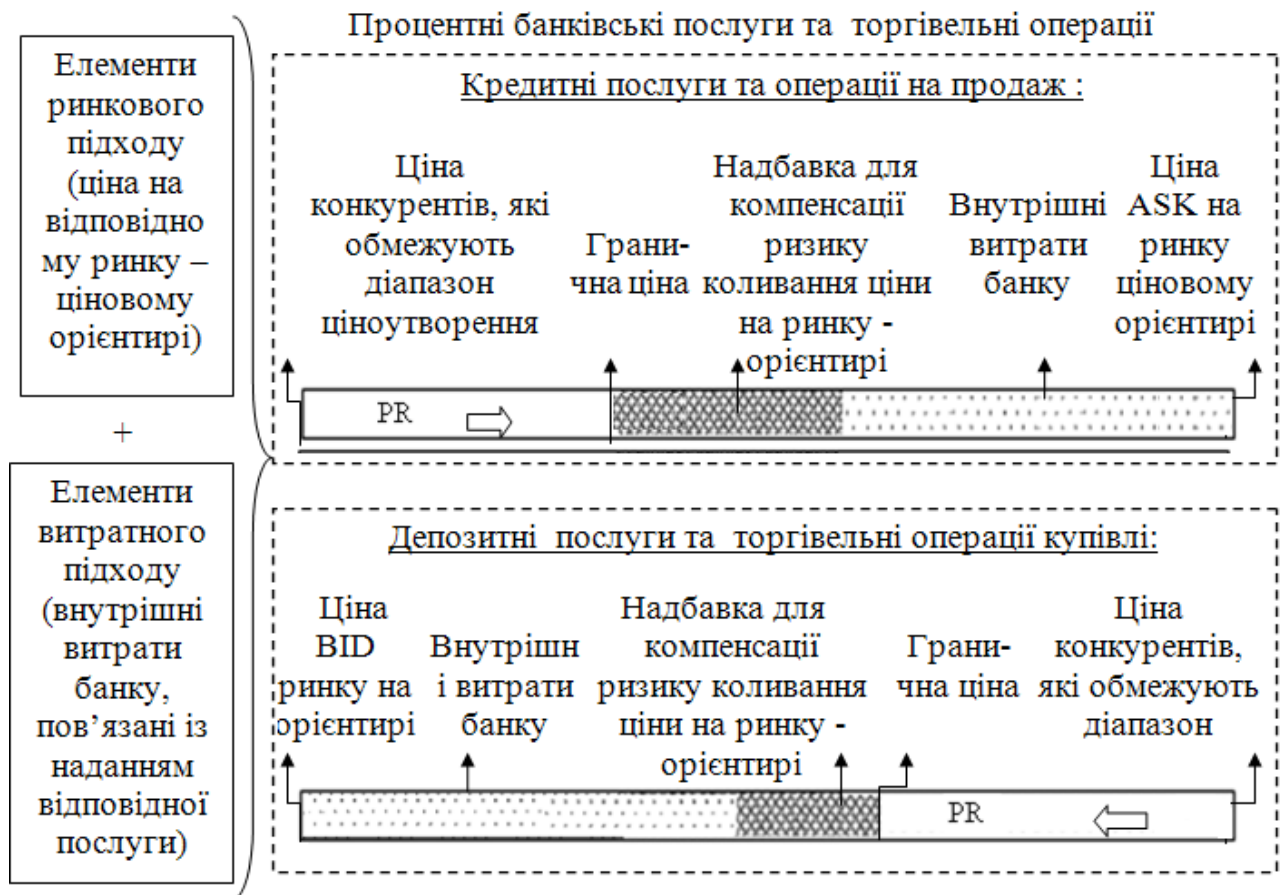 Процентні банківські послуги та торгівельні операції
Елементи
ринкового
підходу
(ціна на
відповідно
му ринку –
ціновому
орієнтирі)
+
Елементи
витратного
підходу
(внутрішні
витрати
банку,
пов’язані із
наданням
відповідної
послуги)
Кредитні послуги та операції на продаж :
Ціна
конкурентів, які
обмежують
діапазон
ціноутворення
Грани-
чна ціна
Надбавка для
компенсації
ризику
коливання ціни
на ринку -
орієнтирі
Внутрішні
витрати
банку
Ціна
ASK на
ринку
ціновому
орієнтирі
PR
Депозитні послуги та торгівельні операції купівлі:
Ціна
BID
ринку на
орієнтирі
Внутрішн
і витрати
банку
Надбавка для
компенсації
ризику коливання
ціни на ринку -
орієнтирі
Грани-
чна ціна
Ціна
конкурентів,
які обмежують
діапазон
PR